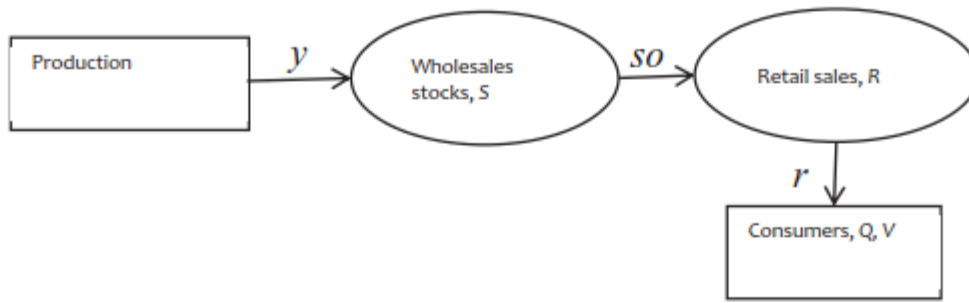 Production
y
Wholesales
stocks, S
so
Retail sales, R
r
Consumers, Q, V